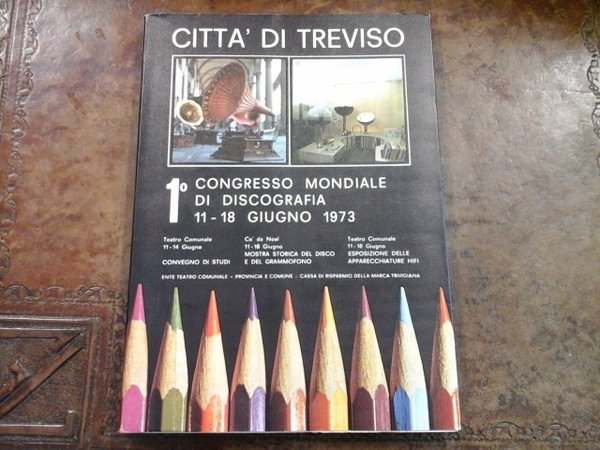 CITTA' DI TREVISO
1º CONGRESSO MONDIALE
DI DISCOGRAFIA
11-18 GIUGNO 1973
Teatro Comunale
11-14 Giugno
CONVEGNO DI STUDI
Ca' da Noal
11-18 Giugno
MOSTRA STORICA DEL DISCO
E DEL GRAMMOFONO
Teatro Comunale
11-18 Giugno
ESPOSIZIONE DELLE
APPARECCHIATURE HIFI
ENTE TEATRO COMUNALE - PROVINCIA E COMUNE - CASSA DI RISPARMIO DELLA MARCA TRIVIGIANA